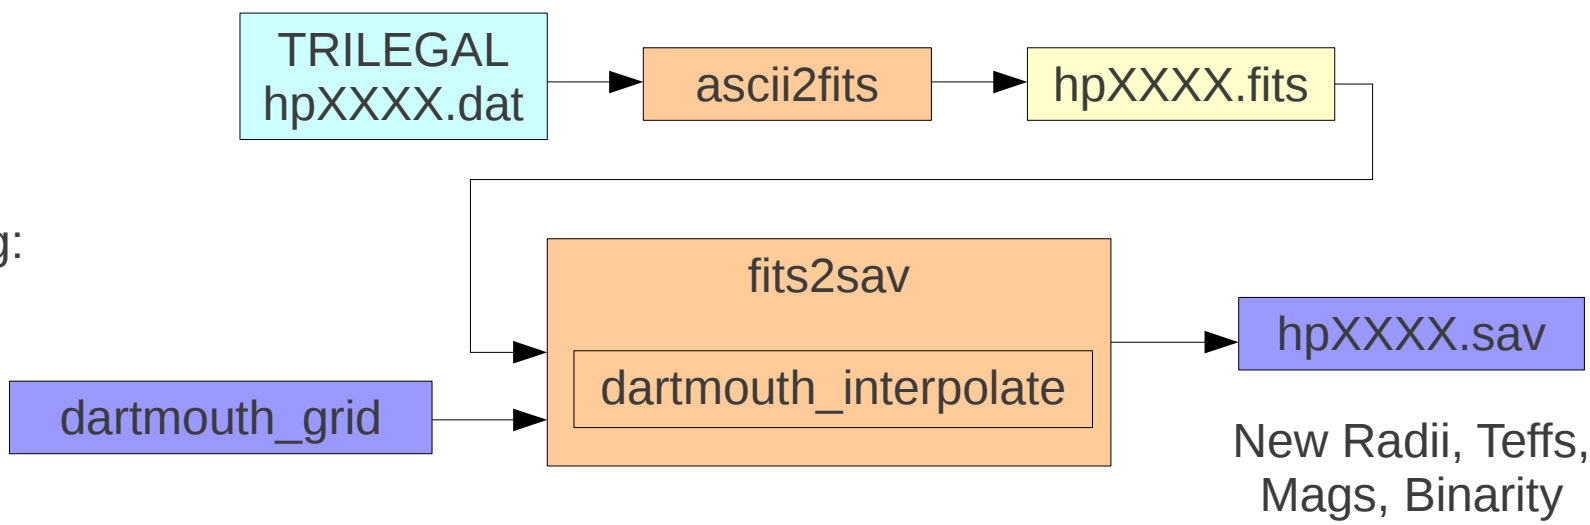 TRILEGAL
hpXXXX.dat
ascii2fits
hpXXXX.fits
g:
fits2sav
hpXXXX.sav
dartmouth_interpolate
dartmouth_grid
New Radii, Teffs,
Mags, Binarity